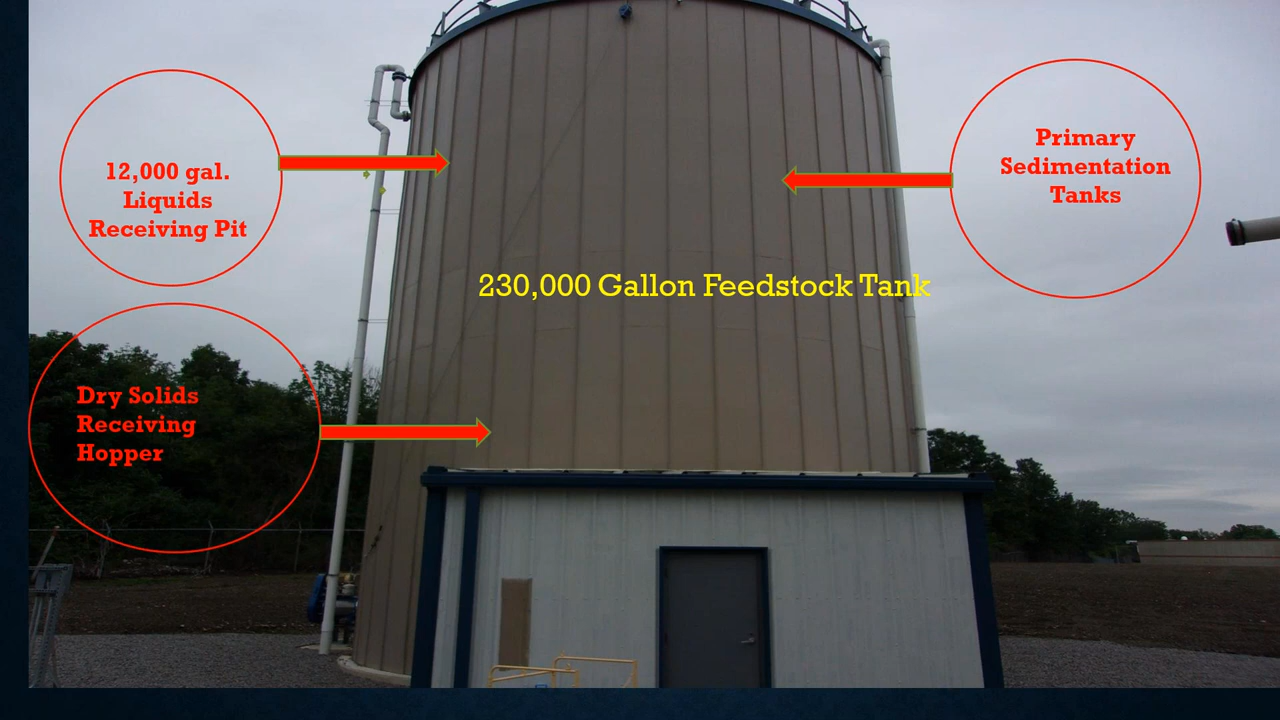 12,000 gal.
Liquids
Receiving Pit
Primary
Sedimentation
Tanks
230,000 Gallon Feedstock Tank
Dry Solids
Receiving
Hopper